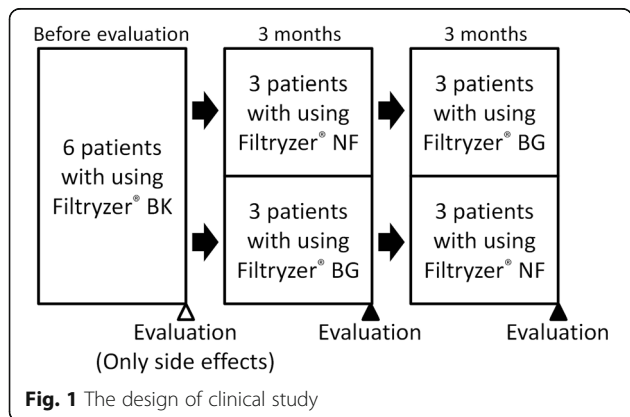 Before evaluation
3 months
3 months
6 patients
with using
Filtryzer® BK
3 patients
with using
Filtryzer® NF
3 patients
with using
Filtryzer® BG
3 patients
with using
Filtryzer® BG
3 patients
with using
Filtryzer® NF
Evaluation
(Only side effects)
Evaluation
Evaluation
Fig. 1 The design of clinical study